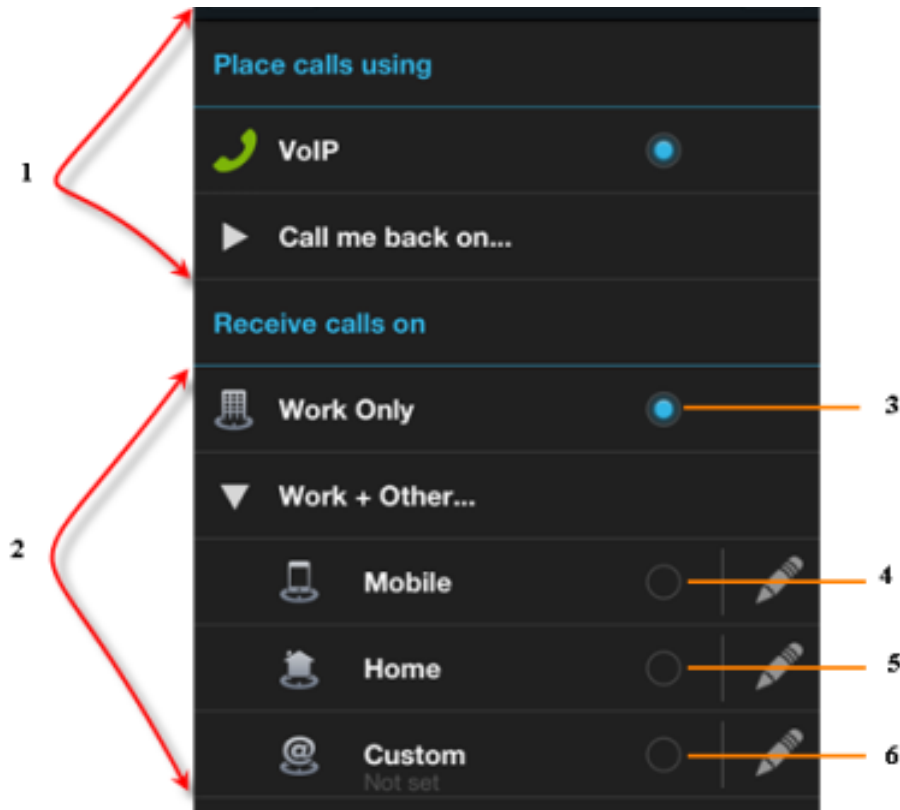 Place calls using
VoIP
1
Call me back on...
Receive calls on
Work Only
3
Work + Other...
2
Mobile
4
Home
5
Custom
6
Not set